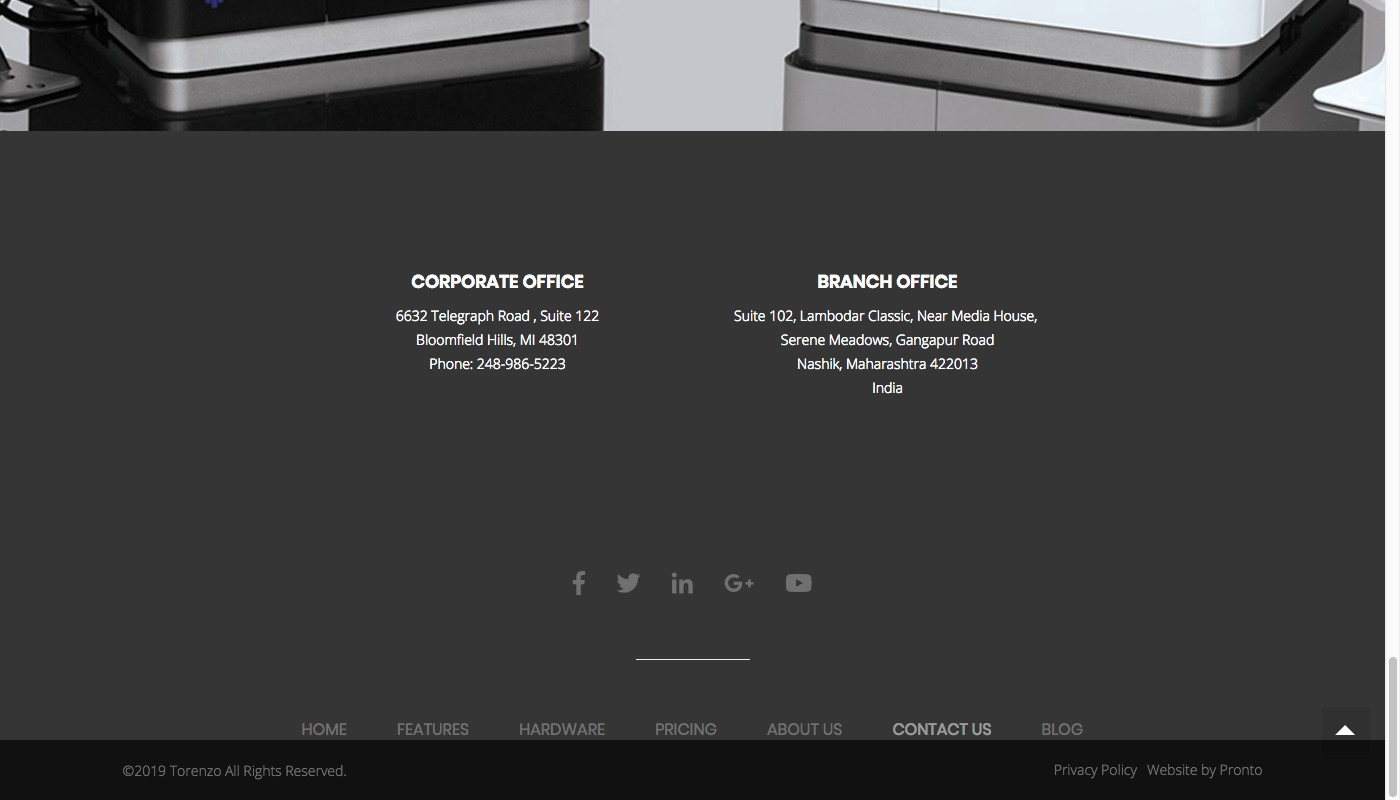 CORPORATE OFFICE
6632 Telegraph Road , Suite 122
Bloomfield Hills, MI 48301
Phone: 248-986-5223
BRANCH OFFICE
Suite 102, Lambodar Classic, Near Media House,
Serene Meadows, Gangapur Road
Nashik, Maharashtra 422013
India
HOME FEATURES HARDWARE PRICING ABOUT US CONTACT US BLOG
©2019 Torenzo All Rights Reserved.
Privacy Policy Website by Pronto